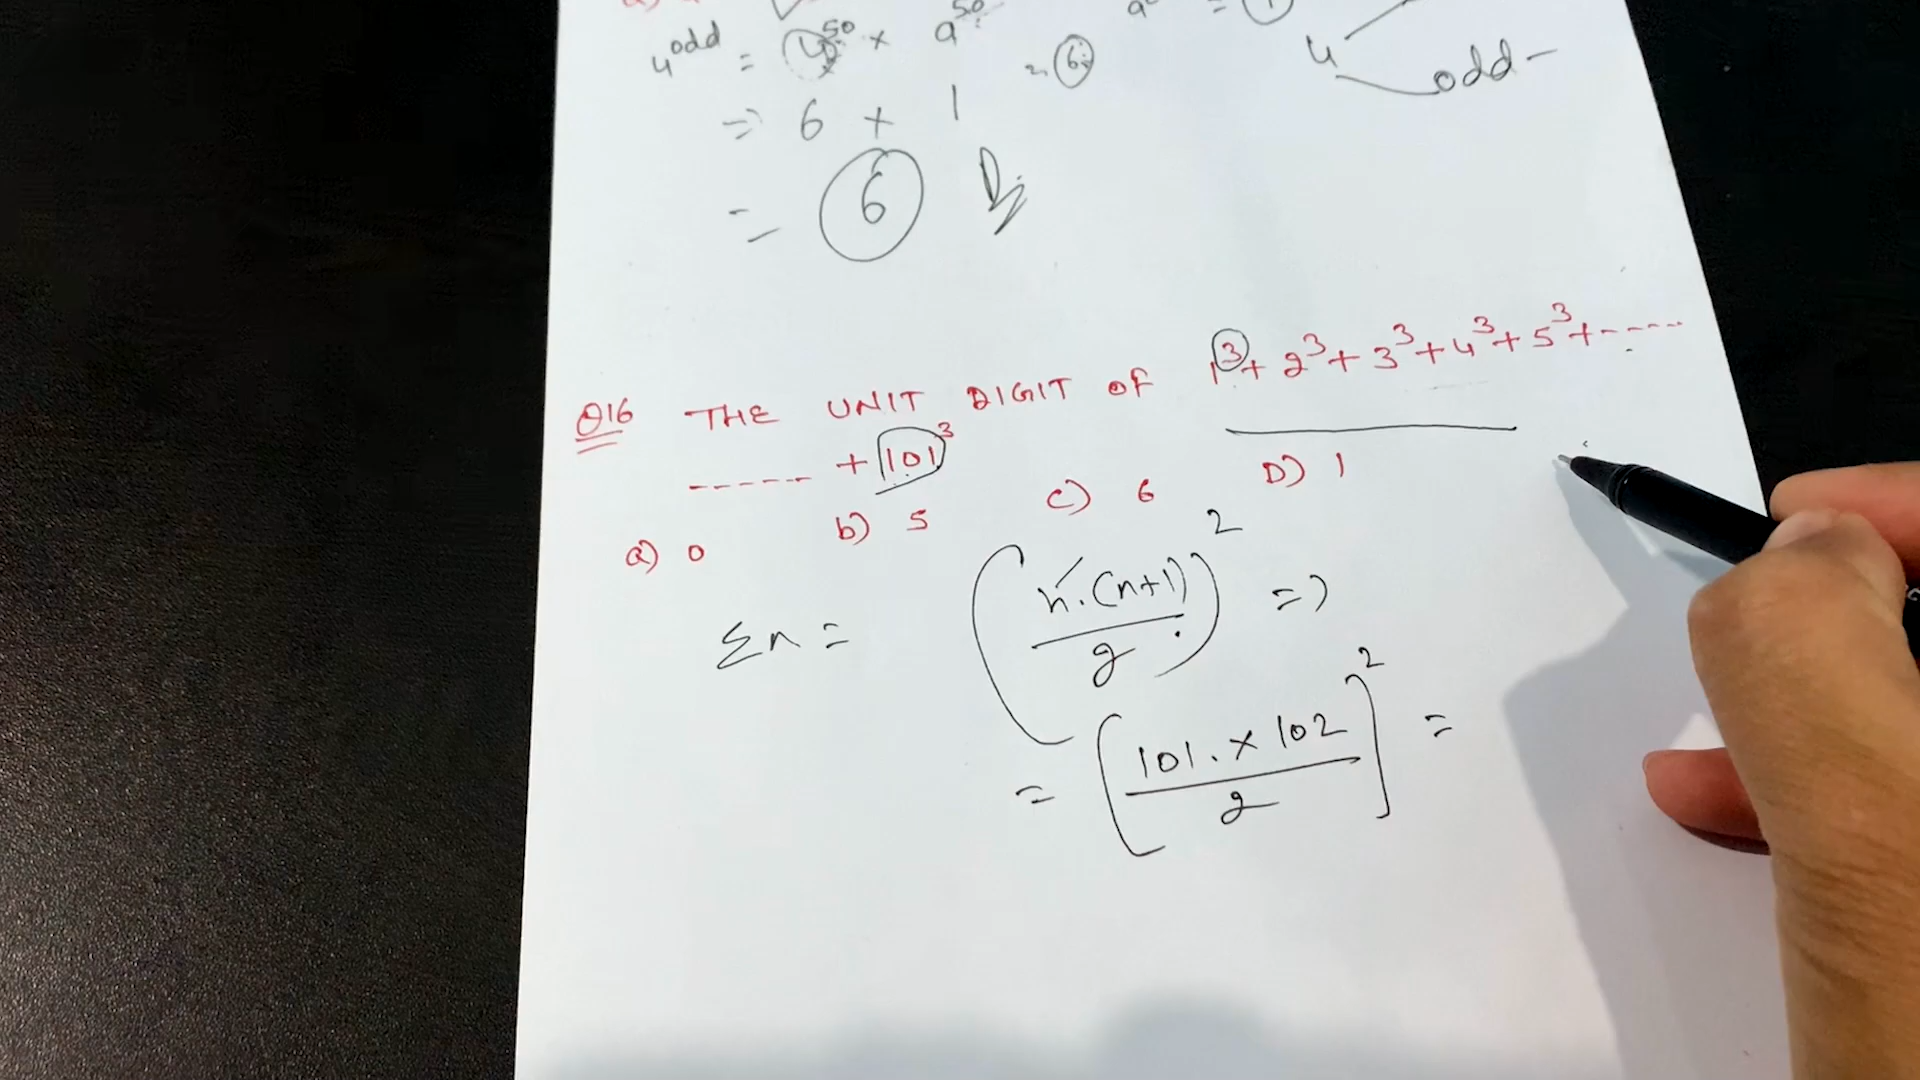 4^odd = 4^50 × 9^50 = 6
4
odd -
=> 6 × 1
= 6
Q16 THE UNIT DIGIT OF 1^3 + 2^3 + 3^3 + 4^3 + 5^3 + -----
------ + 101^3
a) 0 b) 5 c) 6 D) 1
Σn = (n·(n+1)/2)^2 =>
= [101 · × 102/2]^2 =